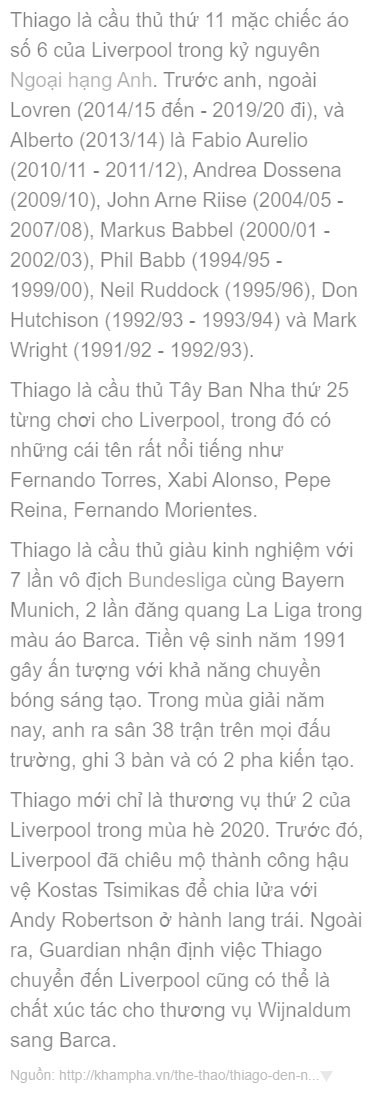 Thiago là cầu thủ thứ 11 mặc chiếc áo
số 6 của Liverpool trong kỷ nguyên
Ngoại hạng Anh. Trước anh, ngoài
Lovren (2014/15 đến - 2019/20 đi), và
Alberto (2013/14) là Fabio Aurelio
(2010/11 - 2011/12), Andrea Dossena
(2009/10), John Arne Riise (2004/05 -
2007/08), Markus Babbel (2000/01 -
2002/03), Phil Babb (1994/95 -
1999/00), Neil Ruddock (1995/96), Don
Hutchison (1992/93 - 1993/94) và Mark
Wright (1991/92 - 1992/93).
Thiago là cầu thủ Tây Ban Nha thứ 25
từng chơi cho Liverpool, trong đó có
những cái tên rất nổi tiếng như
Fernando Torres, Xabi Alonso, Pepe
Reina, Fernando Morientes.
Thiago là cầu thủ giàu kinh nghiệm với
7 lần vô địch Bundesliga cùng Bayern
Munich, 2 lần đăng quang La Liga trong
màu áo Barca. Tiền vệ sinh năm 1991
gây ấn tượng với khả năng chuyền
bóng sáng tạo. Trong mùa giải năm
nay, anh ra sân 38 trận trên mọi đấu
trường, ghi 3 bàn và có 2 pha kiến tạo.
Thiago mới chỉ là thương vụ thứ 2 của
Liverpool trong mùa hè 2020. Trước đó,
Liverpool đã chiêu mộ thành công hậu
vệ Kostas Tsimikas để chia lửa với
Andy Robertson ở hành lang trái. Ngoài
ra, Guardian nhận định việc Thiago
chuyển đến Liverpool cũng có thể là
chất xúc tác cho thương vụ Wijnaldum
sang Barca.
Nguồn: http://khampha.vn/the-thao/thiago-den-n...▼